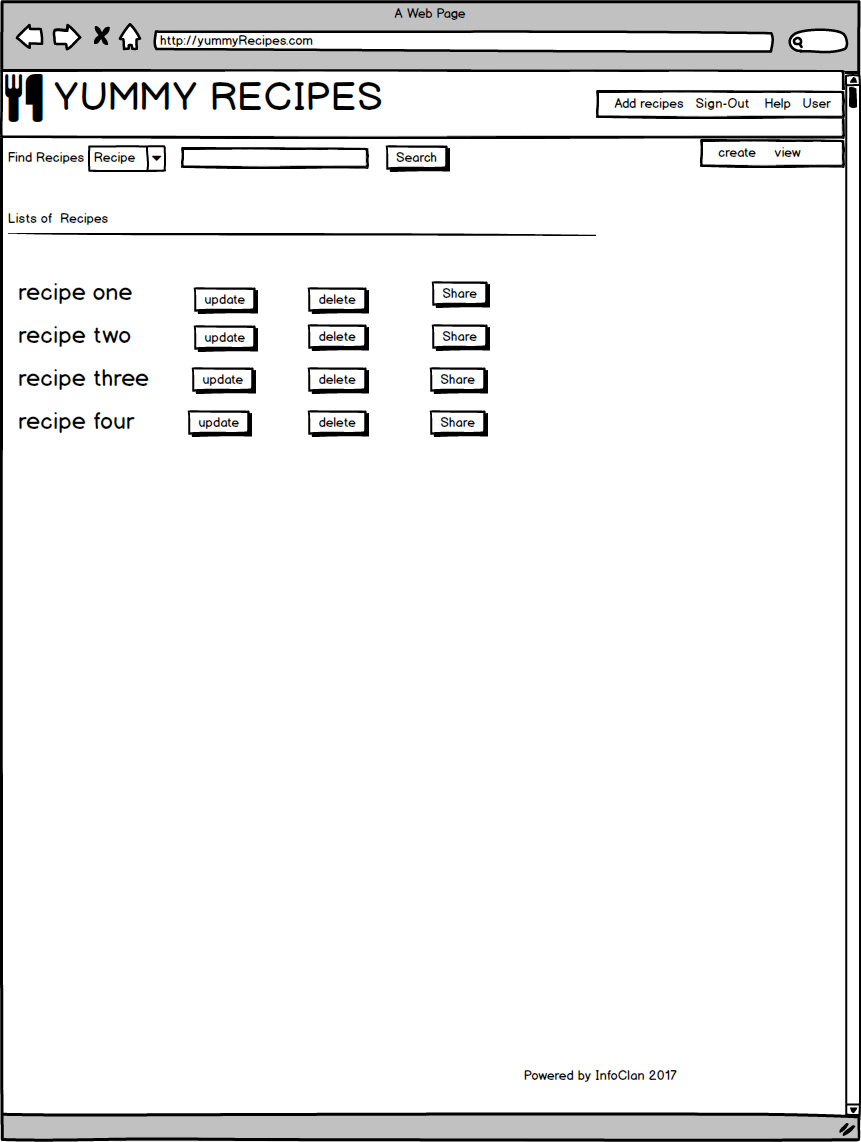 A Web Page
http://yummyRecipes.com
YUMMY RECIPES
Add recipes Sign-Out Help User
Find Recipes Recipe Search create view
Lists of Recipes
recipe one update delete Share
recipe two update delete Share
recipe three update delete Share
recipe four update delete Share
Powered by InfoClan 2017